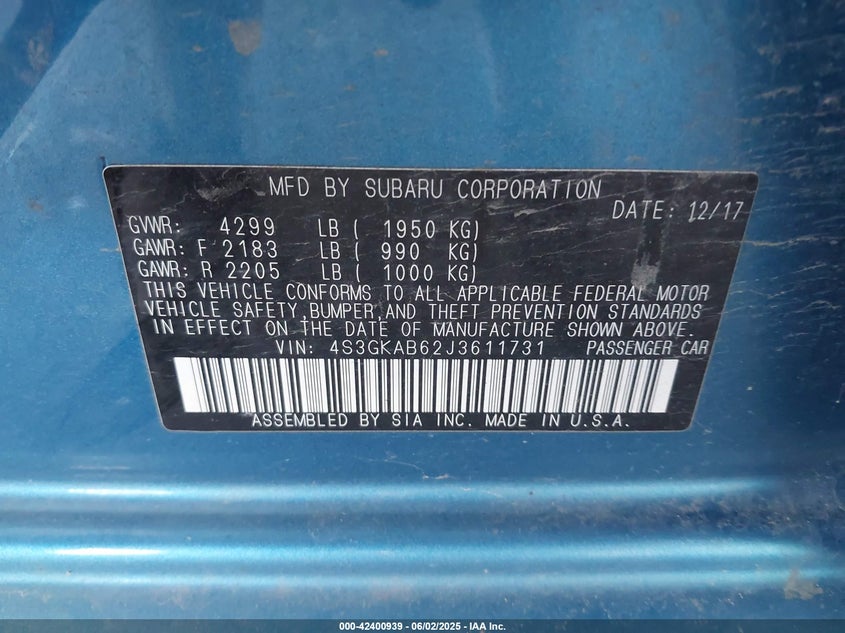 MFD BY SUBARU CORPORATION
DATE: 12/17
GVWR: 4299 LB ( 1950 KG)
GAWR: F 2183 LB ( 990 KG)
GAWR: R 2205 LB ( 1000 KG)
THIS VEHICLE CONFORMS TO ALL APPLICABLE FEDERAL MOTOR
VEHICLE SAFETY, BUMPER, AND THEFT PREVENTION STANDARDS
IN EFFECT ON THE DATE OF MANUFACTURE SHOWN ABOVE.
VIN: 4S3GKAB62J3611731 PASSENGER CAR
ASSEMBLED BY SIA INC. MADE IN U.S.A.
000-42400939 - 06/02/2025 - IAA Inc.